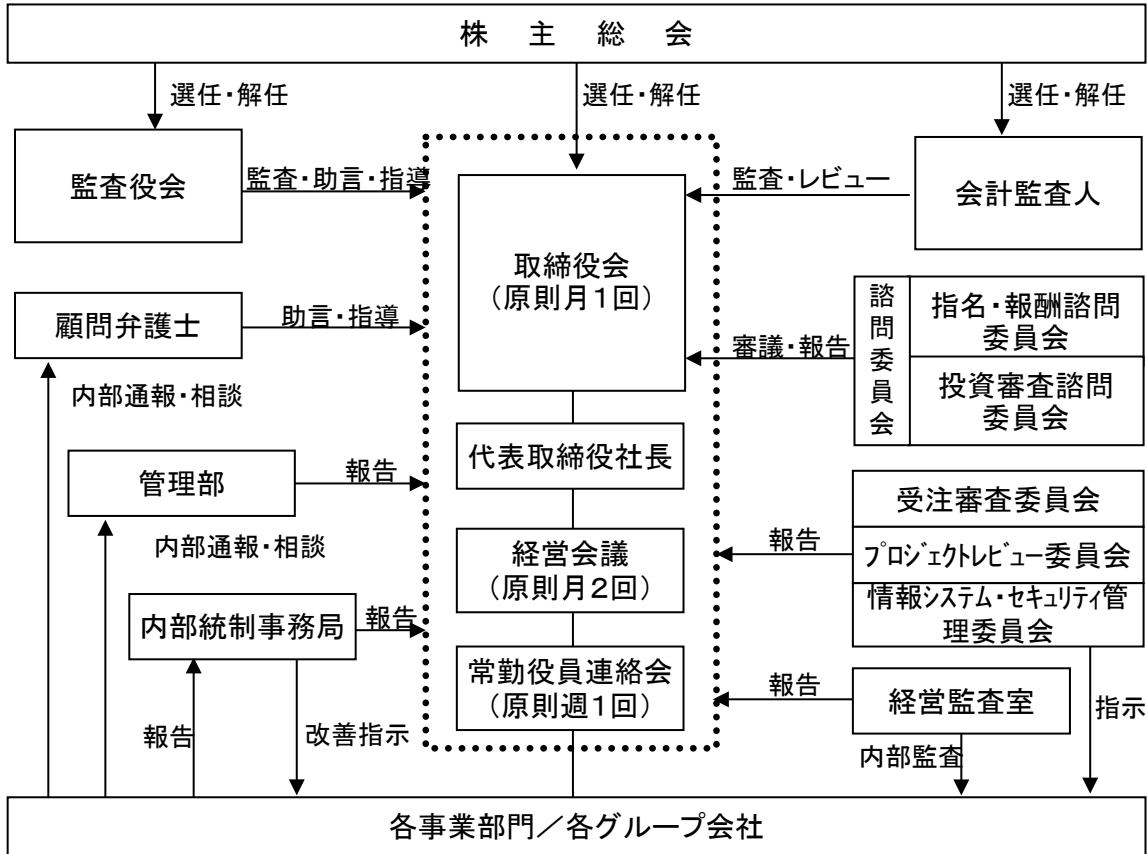 株 主 総 会
選任・解任
選任・解任
選任・解任
監査役会
監査・助言・指導
監査・レビュー
会計監査人
取締役会
（原則月１回）
顧問弁護士
助言・指導
諮問委員会
指名・報酬諮問
委員会
審議・報告
投資審査諮問
委員会
内部通報・相談
代表取締役社長
管理部
報告
受注審査委員会
内部通報・相談
経営会議
（原則月２回）
報告
プロジェクトレビュー委員会
情報システム・セキュリティ管
理委員会
内部統制事務局
報告
常勤役員連絡会
（原則週１回）
報告
経営監査室
指示
報告
改善指示
内部監査
各事業部門／各グループ会社